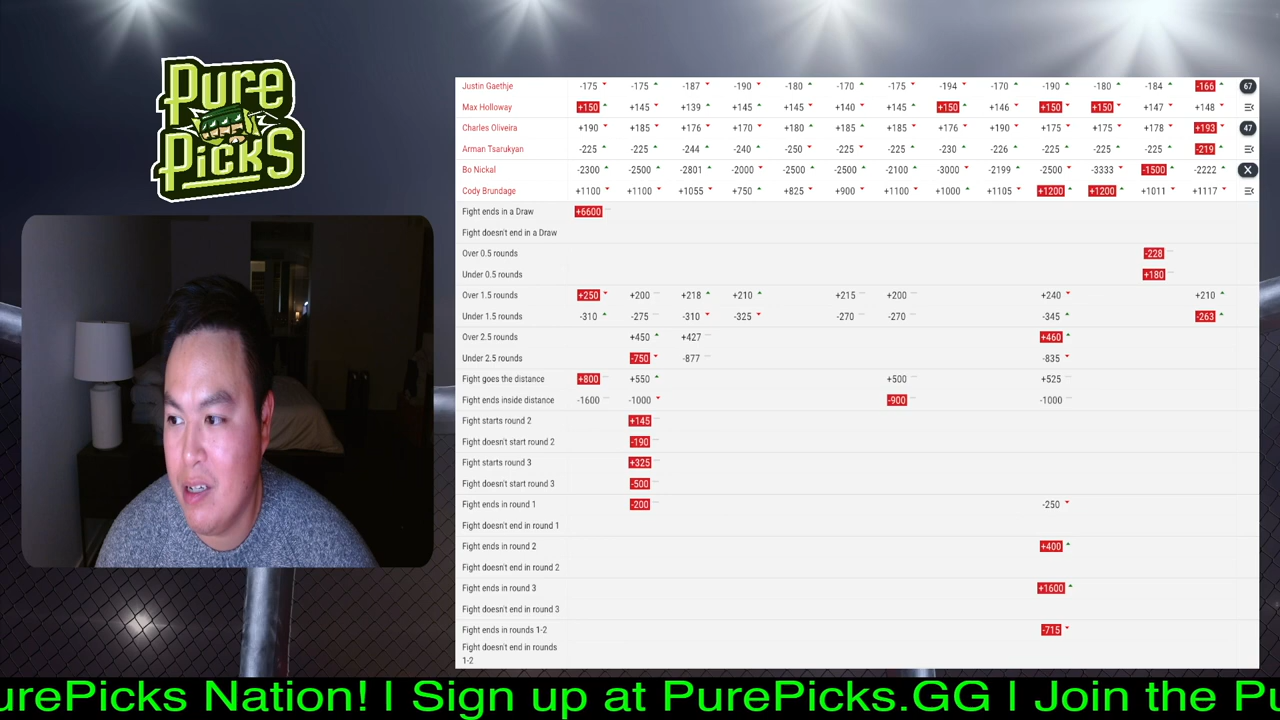 PURE
PICKS
Justin Gaethje -175 -175 -187 -190 -180 -170 -175 -194 -170 -190 -180 -184 -166 67
Max Holloway +150 +145 +139 +145 +145 +140 +145 +150 +146 +150 +150 +147 +148
Charles Oliveira +190 +185 +176 +170 +180 +185 +185 +176 +190 +175 +175 +178 +193 47
Arman Tsarukyan -225 -225 -244 -240 -250 -225 -225 -230 -226 -225 -225 -225 -219
Bo Nickal -2300 -2500 -2801 -2000 -2500 -2500 -2100 -3000 -2199 -2500 -3333 -1500 -2222 X
Cody Brundage +1100 +1100 +1055 +750 +825 +900 +1100 +1000 +1105 +1200 +1200 +1011 +1117
Fight ends in a Draw +6600
Fight doesn't end in a Draw
Over 0.5 rounds -228
Under 0.5 rounds +180
Over 1.5 rounds +250 +200 +218 +210 +215 +200 +240 +210
Under 1.5 rounds -310 -275 -310 -325 -270 -270 -345 -263
Over 2.5 rounds +450 +427 +460
Under 2.5 rounds -750 -877 -835
Fight goes the distance +800 +550 +500 +525
Fight ends inside distance -1600 -1000 -900 -1000
Fight starts round 2 +145
Fight doesn't start round 2 -190
Fight starts round 3 +325
Fight doesn't start round 3 -500
Fight ends in round 1 -200 -250
Fight doesn't end in round 1
Fight ends in round 2 +400
Fight doesn't end in round 2
Fight ends in round 3 +1600
Fight doesn't end in round 3
Fight ends in rounds 1-2 -715
Fight doesn't end in rounds
1-2
urePicks Nation! I Sign up at PurePicks.GG I Join the Pu